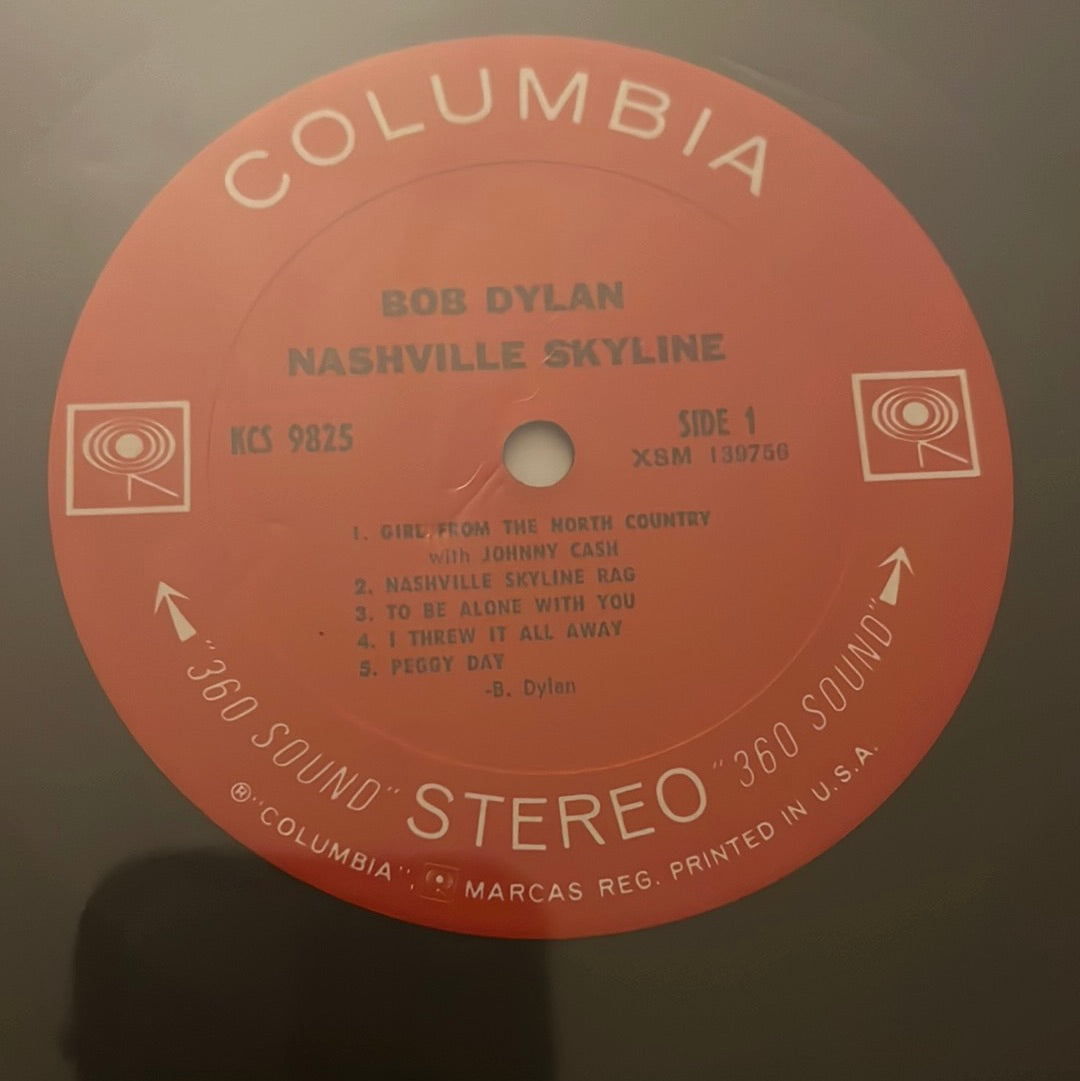 COLUMBIA
BOB DYLAN
NASHVILLE SKYLINE
KCS 9825
SIDE 1
XSM 139756
1. GIRL FROM THE NORTH COUNTRY
with JOHNNY CASH
2. NASHVILLE SKYLINE RAG
3. TO BE ALONE WITH YOU
4. I THREW IT ALL AWAY
5. PEGGY DAY
-B. Dylan
"360 SOUND" STEREO "360 SOUND"
® "COLUMBIA", MARCAS REG. PRINTED IN U.S.A.